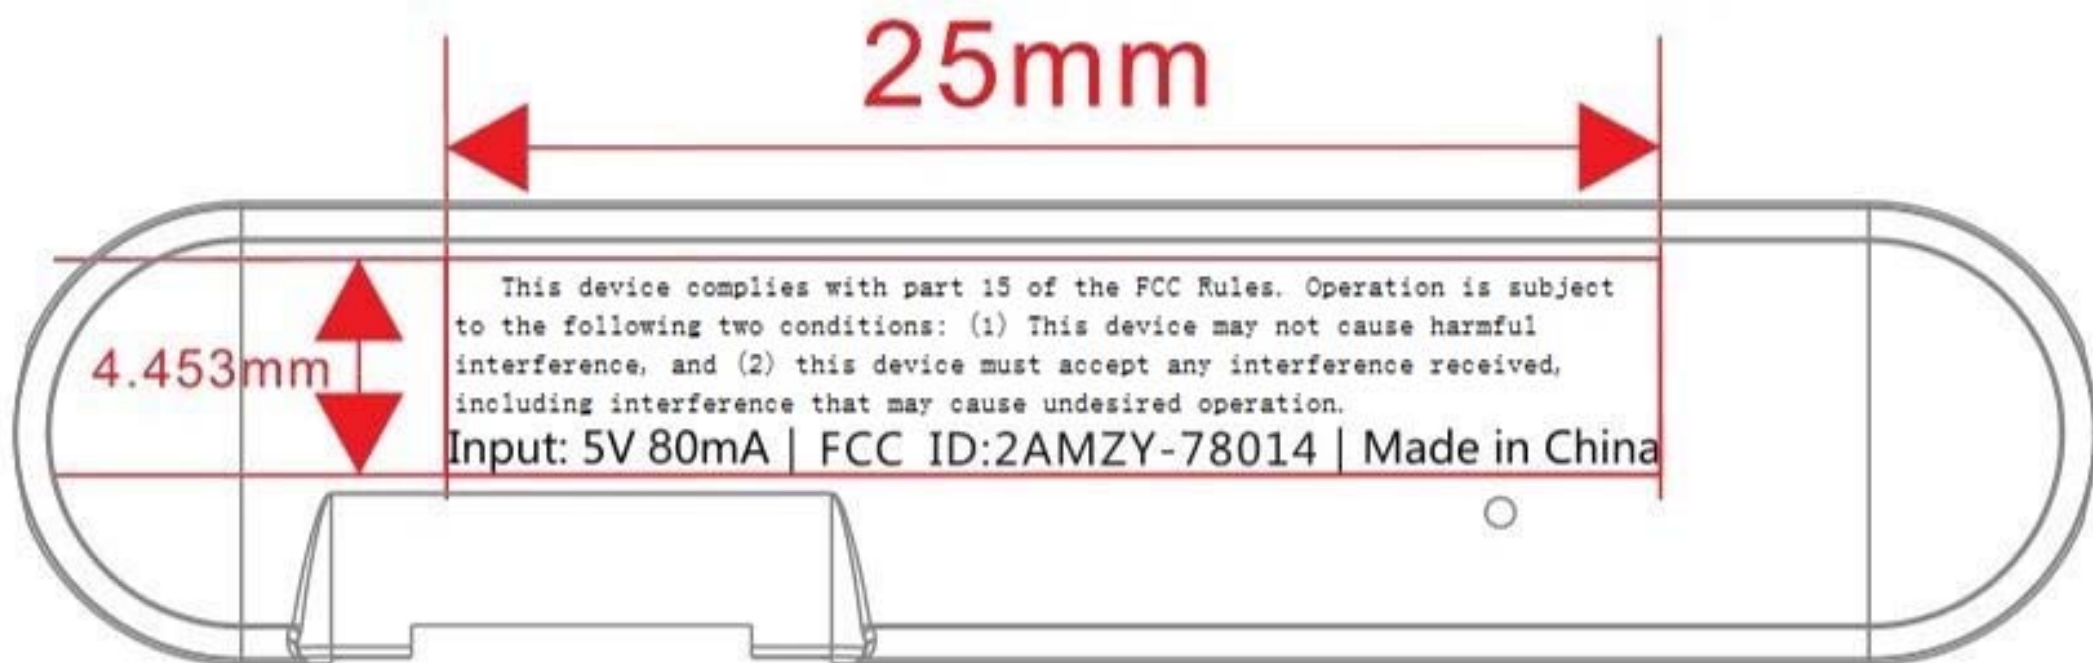 25mm
4.453mm
This device complies with part 15 of the FCC Rules. Operation is subject
to the following two conditions: (1) This device may not cause harmful
interference, and (2) this device must accept any interference received,
including interference that may cause undesired operation.
Input: 5V 80mA | FCC ID:2AMZY-78014 | Made in China